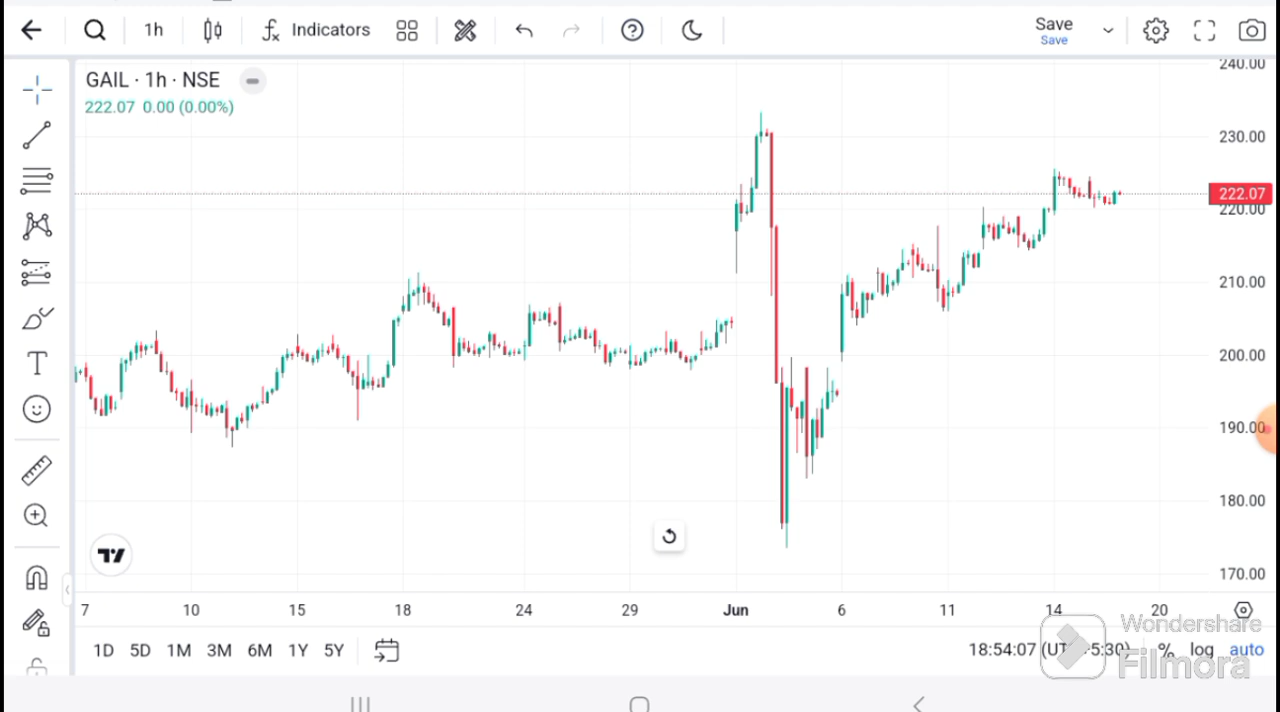 1h Indicators Save
Save
GAIL · 1h · NSE
222.07 0.00 (0.00%)
240.00
230.00
222.07
220.00
210.00
200.00
190.00
180.00
170.00
7 10 15 18 24 29 Jun 6 11 14 20
1D 5D 1M 3M 6M 1Y 5Y 18:54:07 % log auto
Wondershare
Filmora